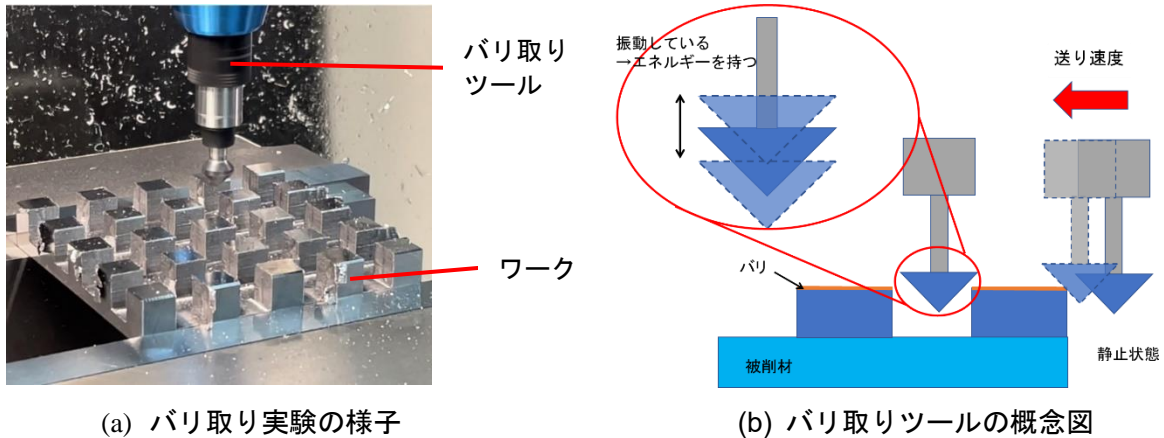 バリ取り
ツール
ワーク
(a) バリ取り実験の様子
振動している
→エネルギーを持つ
送り速度
バリ
被削材
静止状態
(b) バリ取りツールの概念図